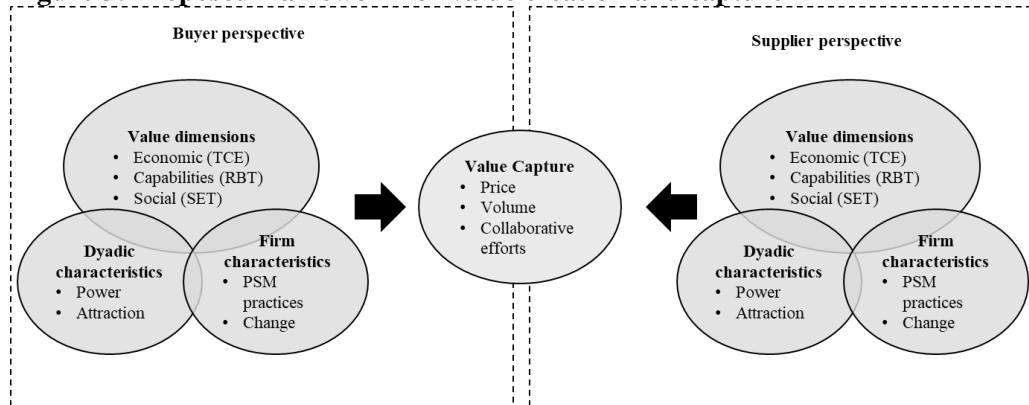 Buyer perspective
Supplier perspective
Value dimensions
• Economic (TCE)
• Capabilities (RBT)
• Social (SET)
Dyadic
characteristics
• Power
• Attraction
Firm
characteristics
• PSM
practices
• Change
Value Capture
• Price
• Volume
• Collaborative
efforts
Value dimensions
• Economic (TCE)
• Capabilities (RBT)
• Social (SET)
Dyadic
characteristics
• Power
• Attraction
Firm
characteristics
• PSM
practices
• Change